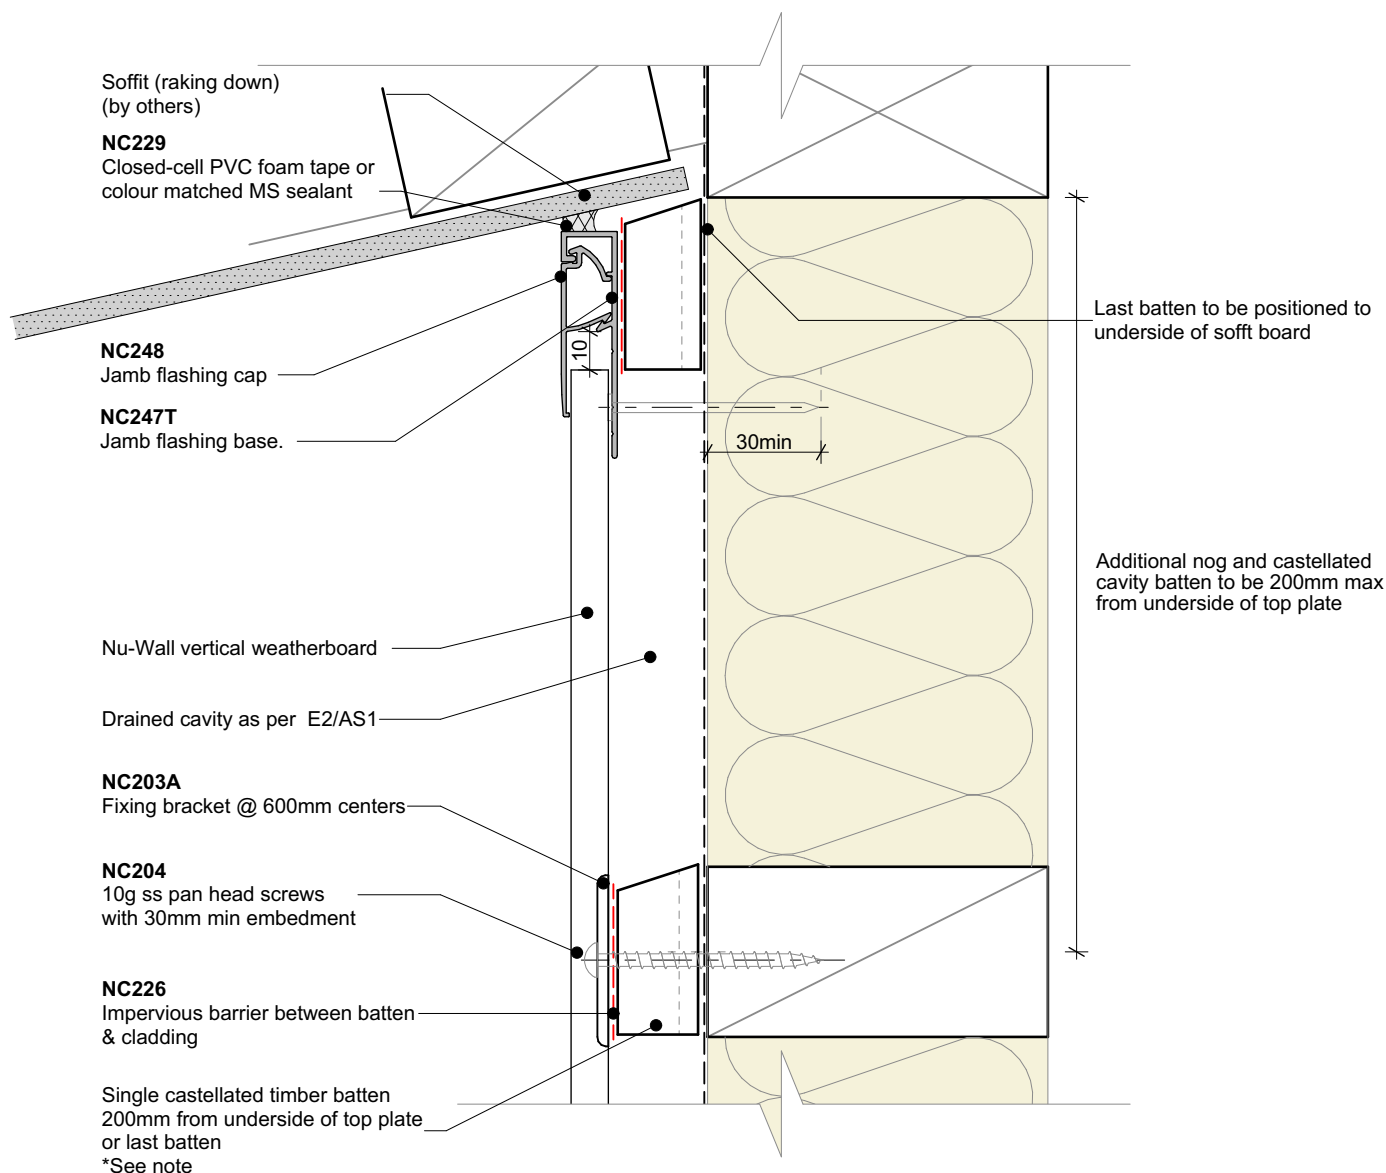 Soffit (raking down)
(by others)
NC229
Closed-cell PVC foam tape or
colour matched MS sealant
NC248
Jamb flashing cap
NC247T
Jamb flashing base.
10
30min
Last batten to be positioned to
underside of sofft board
Additional nog and castellated
cavity batten to be 200mm max
from underside of top plate
Nu-Wall vertical weatherboard
Drained cavity as per E2/AS1
NC203A
Fixing bracket @ 600mm centers
NC204
10g ss pan head screws
with 30mm min embedment
NC226
Impervious barrier between batten
& cladding
Single castellated timber batten
200mm from underside of top plate
or last batten
*See note